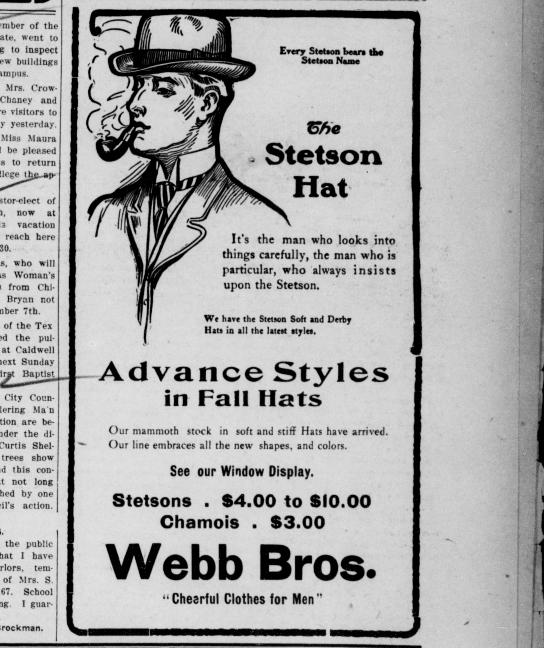 mber of the
ate, went to
g to inspect
ew buildings
ampus.
Mrs. Crow-
Chaney and
e visitors to
y yesterday.
Miss Maura
l be pleased
s to return
llege the ap-
stor-elect of
n, now at
vacation
reach here
30.
s, who will
as Woman's
from Chi-
Bryan not
mber 7th.
of the Tex
ed the pul-
at Caldwell
next Sunday
irst Baptist
City Coun-
dering Ma'n
tion are be-
nder the di-
Curtis Shel-
trees show
d this con-
t not long
hed by one
il's action.
the public
hat I have
rlors, tem-
of Mrs. S.
67. School
ng. I guar-
rockman.
Every Stetson bears the
Stetson Name
The
Stetson
Hat
It's the man who looks into
things carefully, the man who is
particular, who always insists
upon the Stetson.
We have the Stetson Soft and Derby
Hats in all the latest styles.
Advance Styles
in Fall Hats
Our mammoth stock in soft and stiff Hats have arrived.
Our line embraces all the new shapes, and colors.
See our Window Display.
Stetsons . $4.00 to $10.00
Chamois . $3.00
Webb Bros.
"Chearful Clothes for Men"